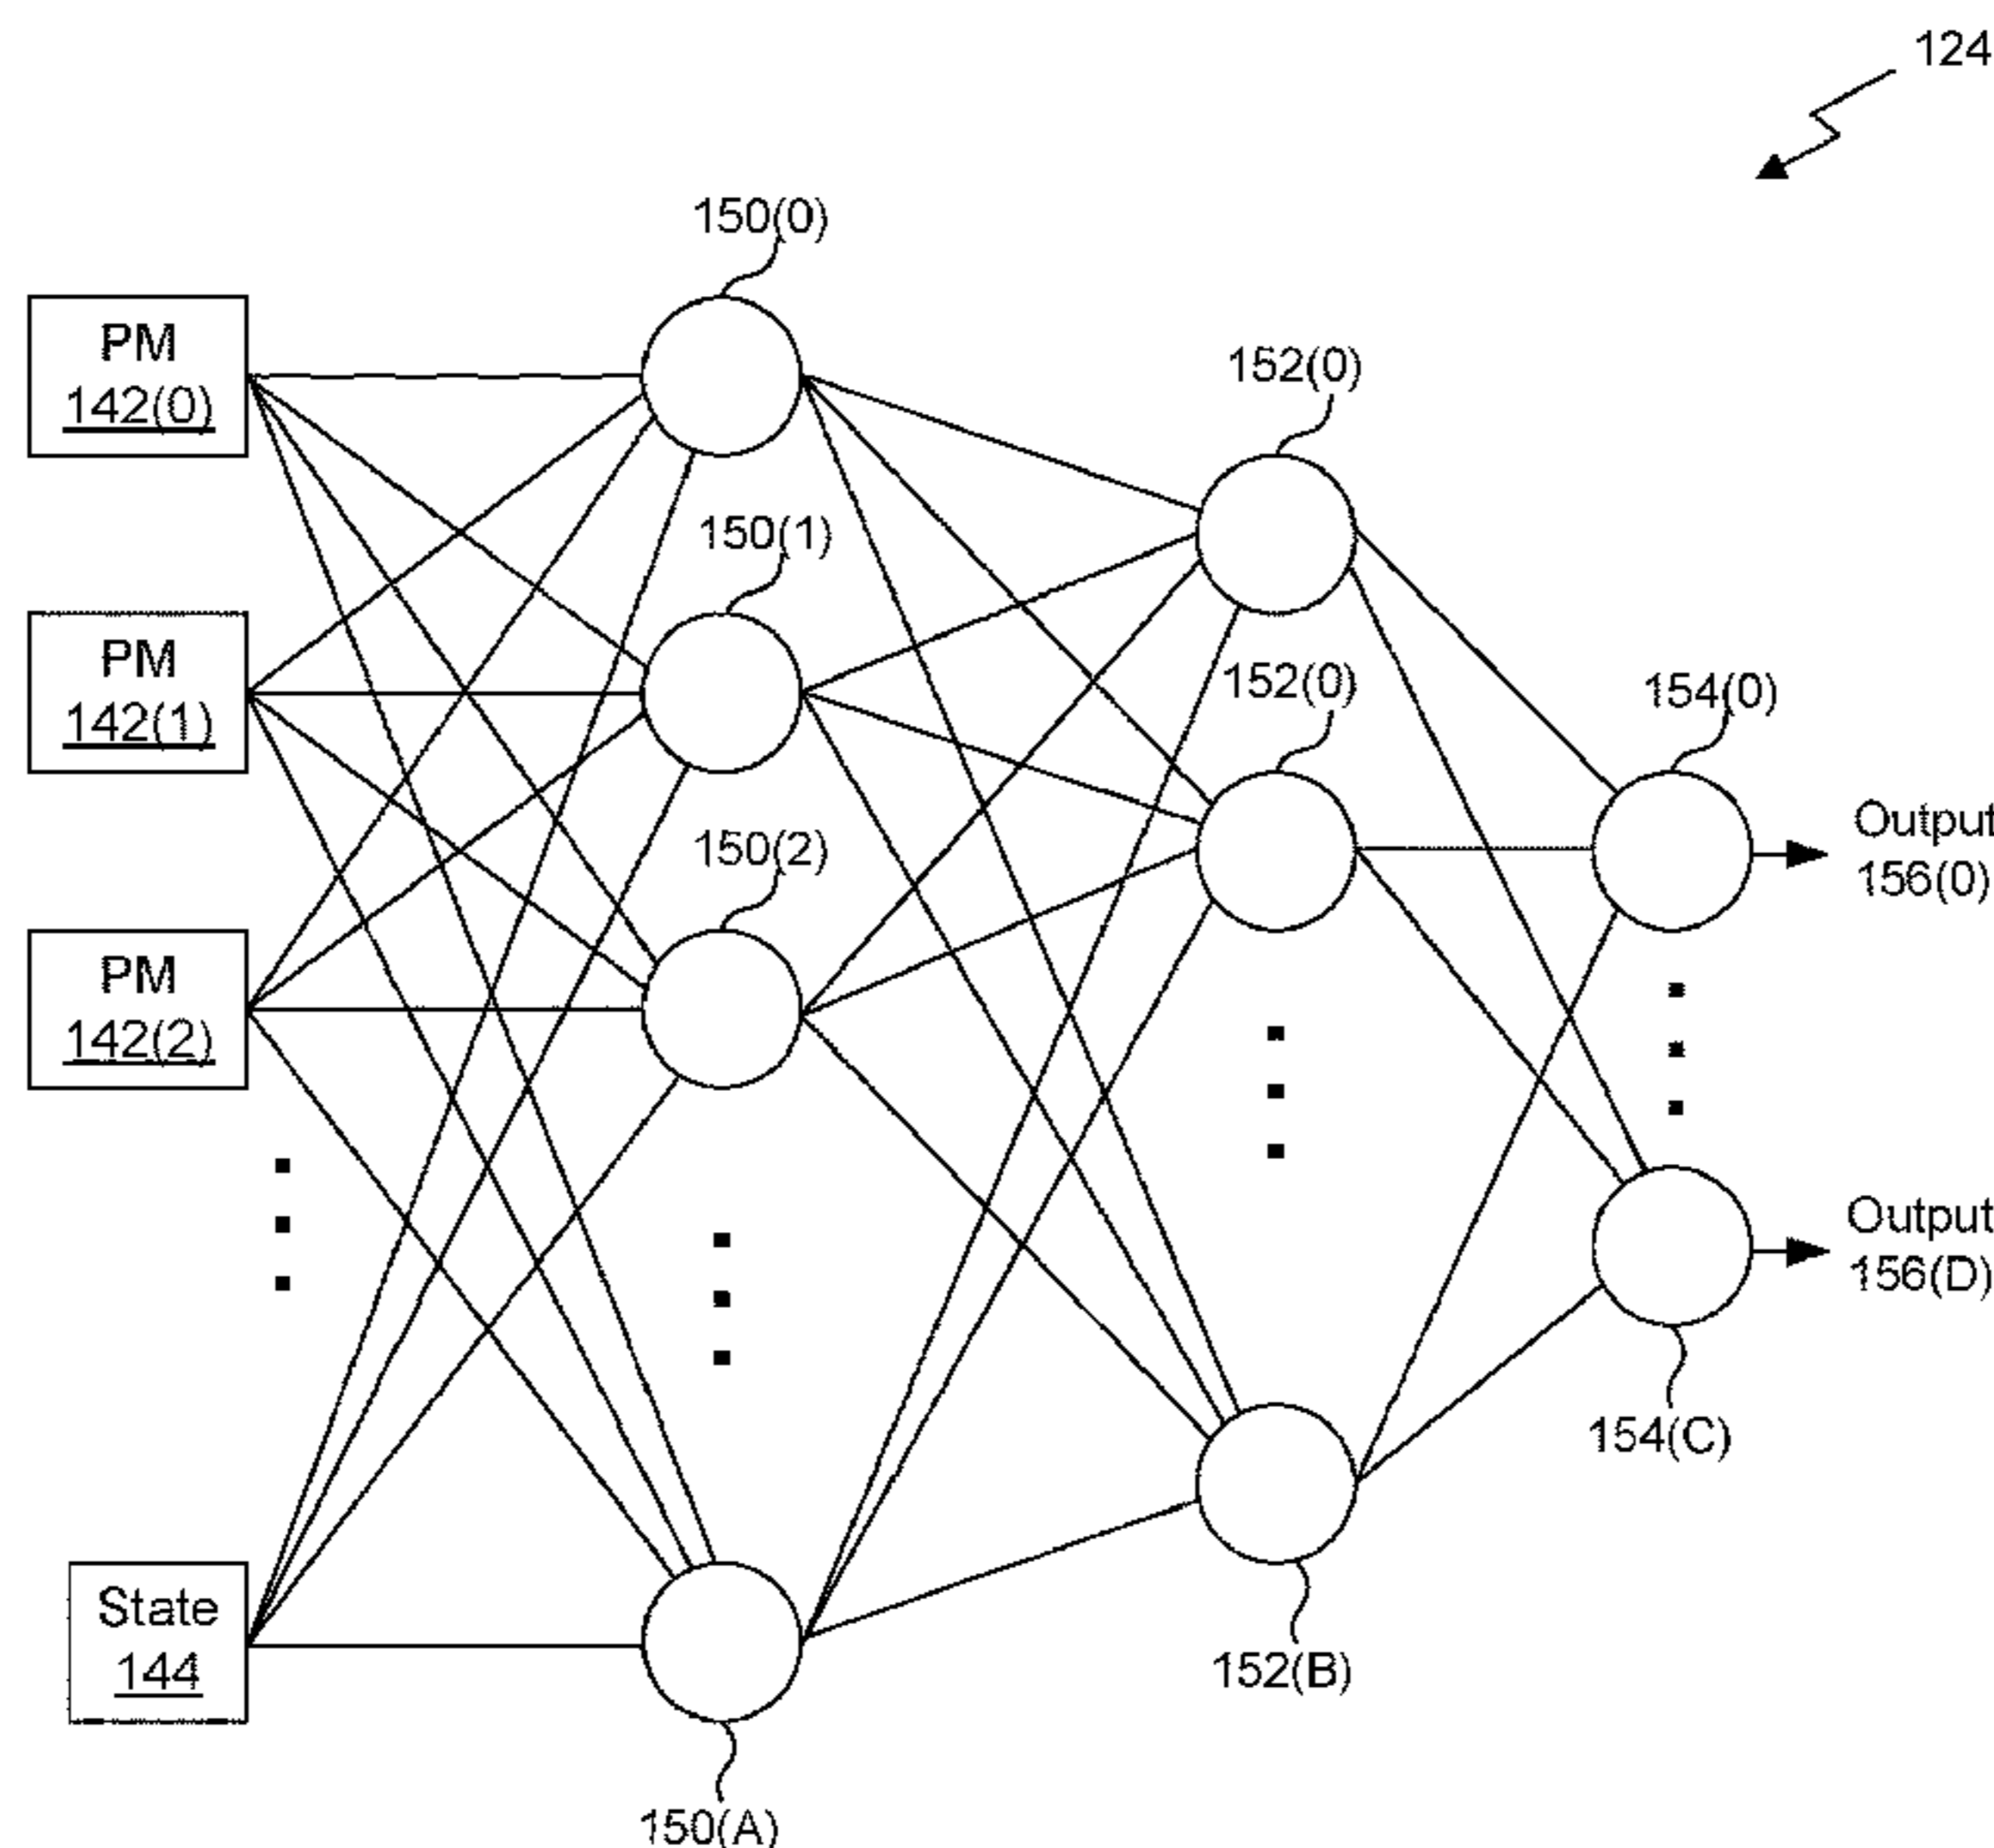 124
150(0)
PM
142(0)
152(0)
150(1)
PM
142(1)
152(0)
154(0)
150(2)
Output
156(0)
PM
142(2)
Output
156(D)
154(C)
State
144
152(B)
150(A)